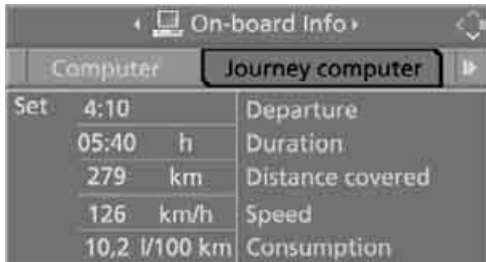 On-board Info
Computer Journey computer
Set 4:10 Departure
05:40 h Duration
279 km Distance covered
126 km/h Speed
10,2 l/100 km Consumption